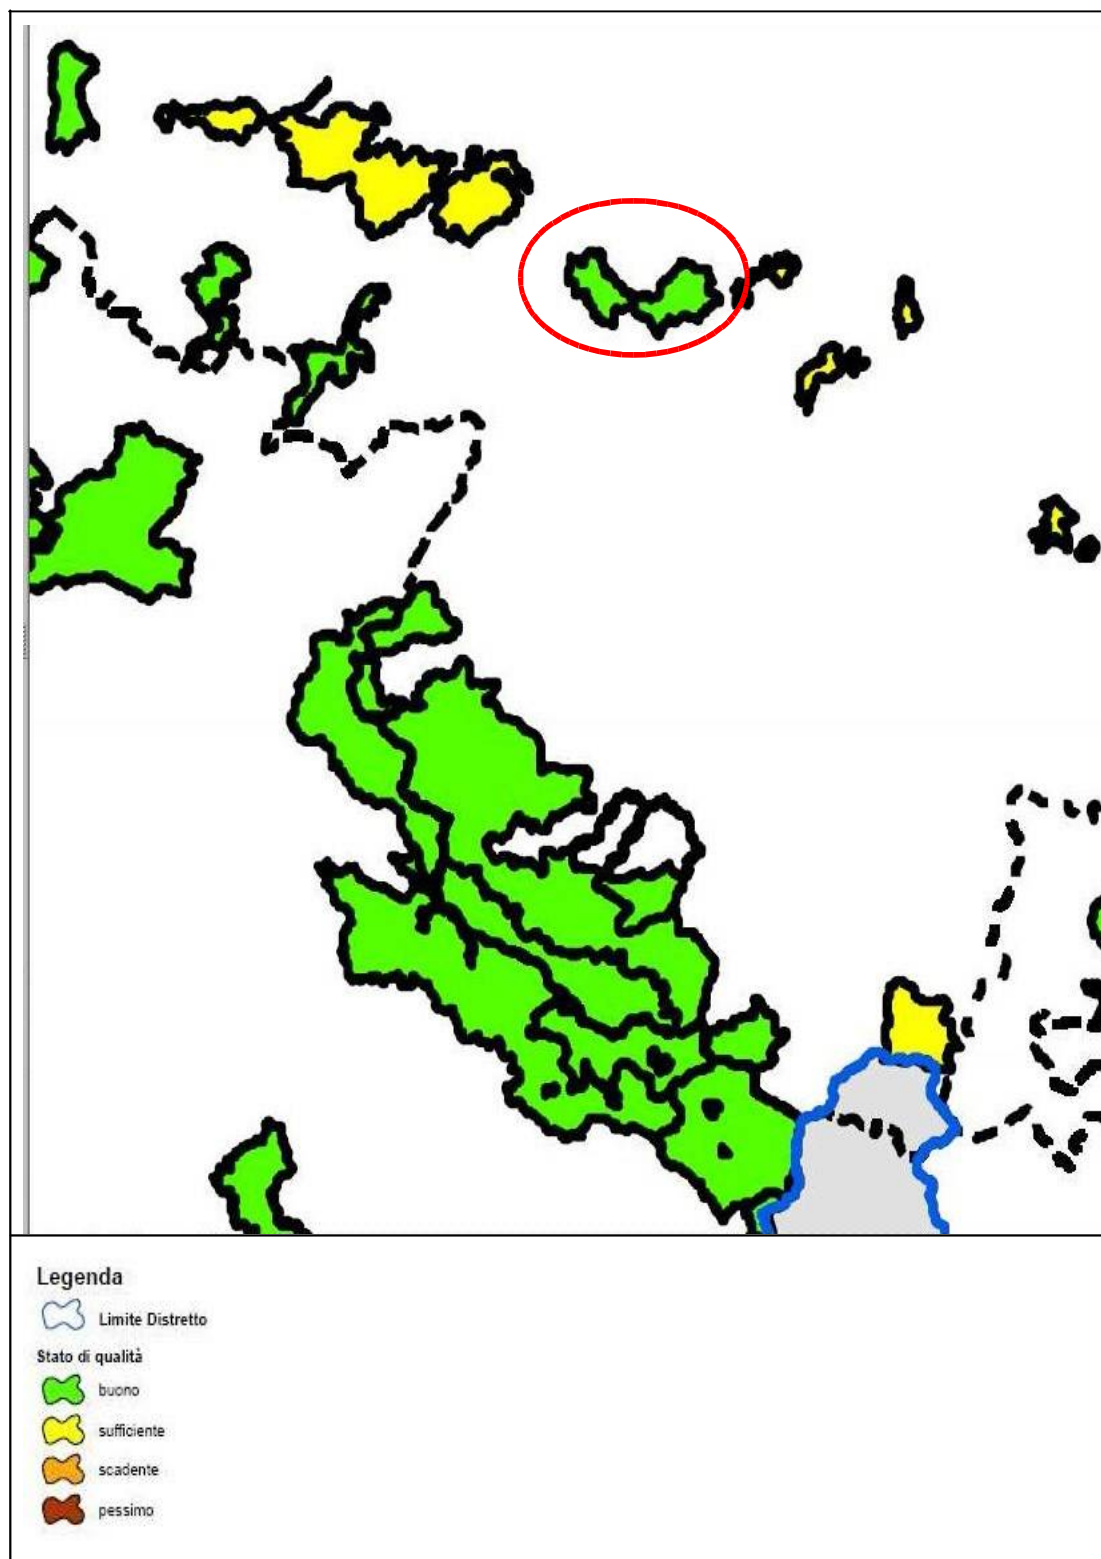 Legenda
Limite Distretto
Stato di qualità
buono
sufficiente
scadente
pessimo